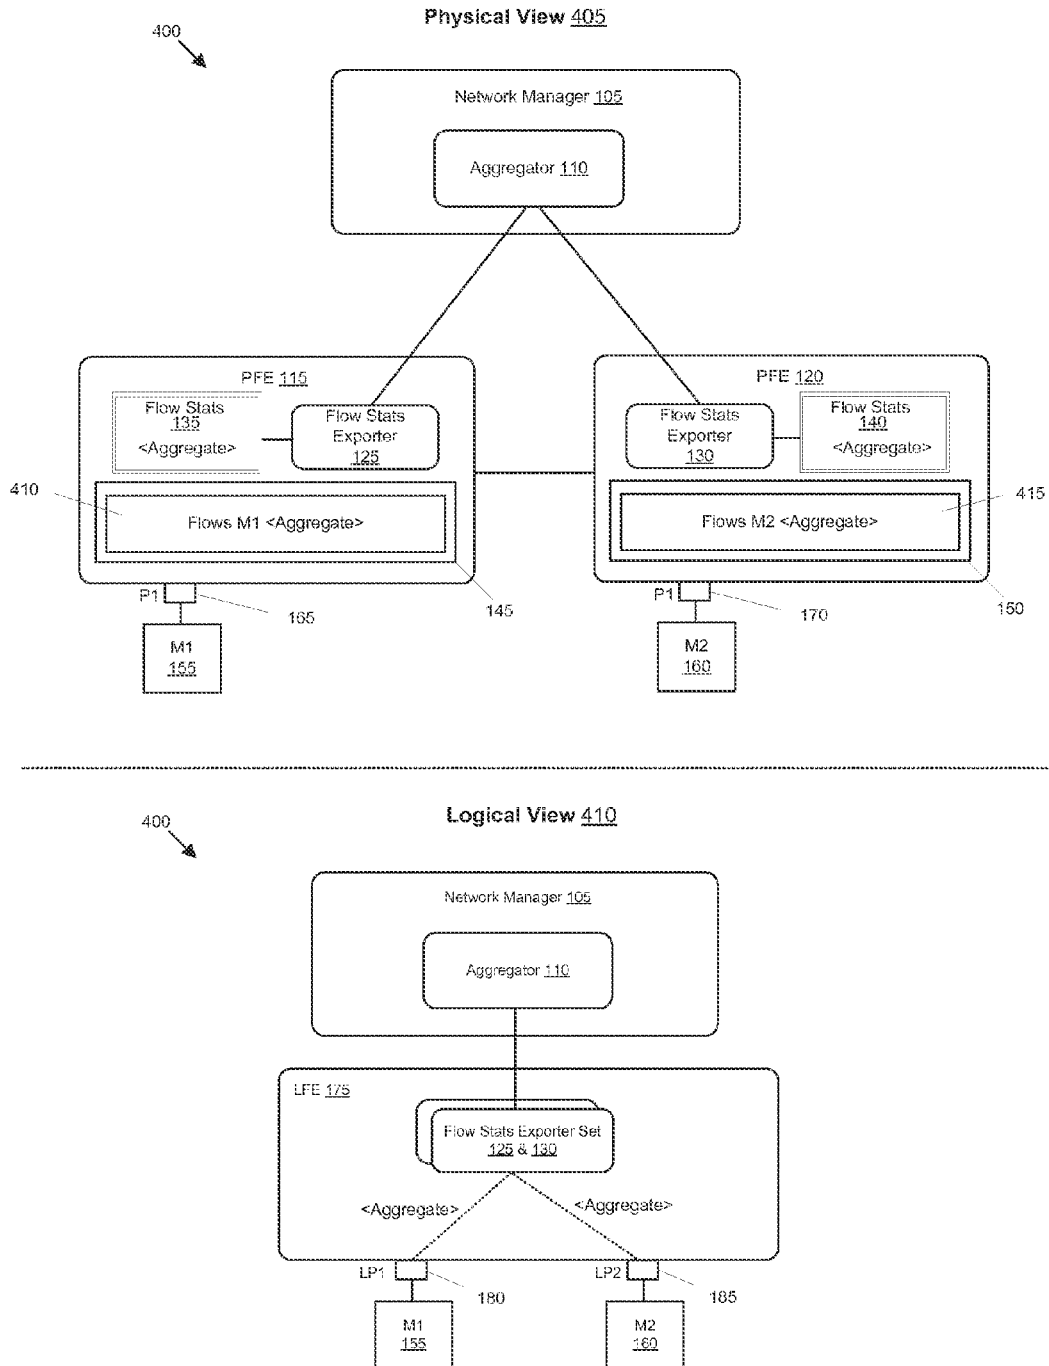 Physical View 405
400
Network Manager 105
Aggregator 110
PFE 115
Flow Stats
135
<Aggregate>
Flow Stats
Exporter
125
410
Flows M1 <Aggregate>
P1
165
145
M1
155
PFE 120
Flow Stats
Exporter
130
Flow Stats
140
<Aggregate>
415
Flows M2 <Aggregate>
P1
170
150
M2
160
Logical View 410
400
Network Manager 105
Aggregator 110
LFE 175
Flow Stats Exporter Set
125 & 130
<Aggregate>
<Aggregate>
LP1
180
LP2
185
M1
155
M2
160